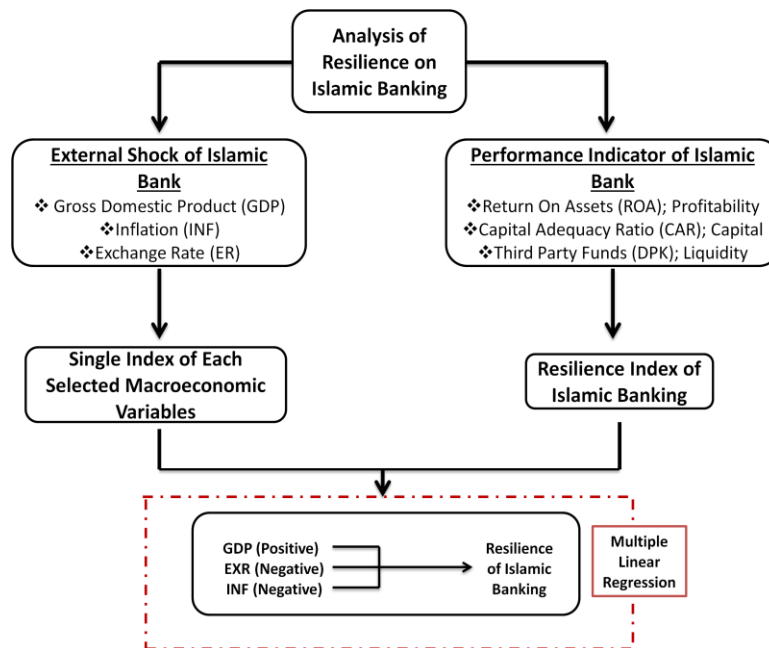 Analysis of
Resilience on
Islamic Banking
External Shock of Islamic
Bank
❖ Gross Domestic Product (GDP)
❖Inflation (INF)
❖Exchange Rate (ER)
Performance Indicator of Islamic
Bank
❖Return On Assets (ROA); Profitability
❖Capital Adequacy Ratio (CAR); Capital
❖Third Party Funds (DPK); Liquidity
Single Index of Each
Selected Macroeconomic
Variables
Resilience Index of
Islamic Banking
GDP (Positive)
EXR (Negative)
INF (Negative)
Resilience
of Islamic
Banking
Multiple
Linear
Regression